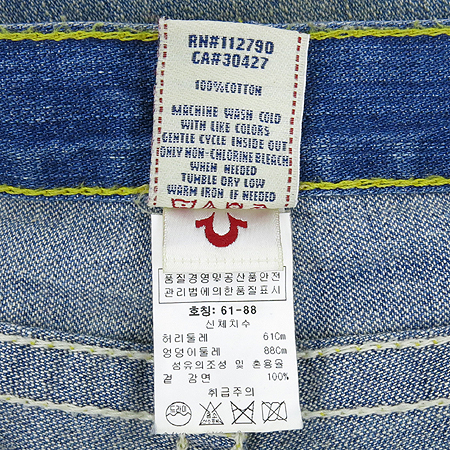 RN#112790
CA#30427
100%COTTON
MACHINE WASH COLD
WITH LIKE COLORS
GENTLE CYCLE INSIDE OUT
ONLY NON-CHLORINE BLEACH
WHEN NEEDED
TUMBLE DRY LOW
WARM IRON IF NEEDED
품질경영및공산품안전
관리법에의한품질표시
호칭: 61-88
신체치수
허리둘레 61Cm
엉덩이둘레 88Cm
섬유의조성 및 혼용율
겉 감면 100%
취급주의
드라이